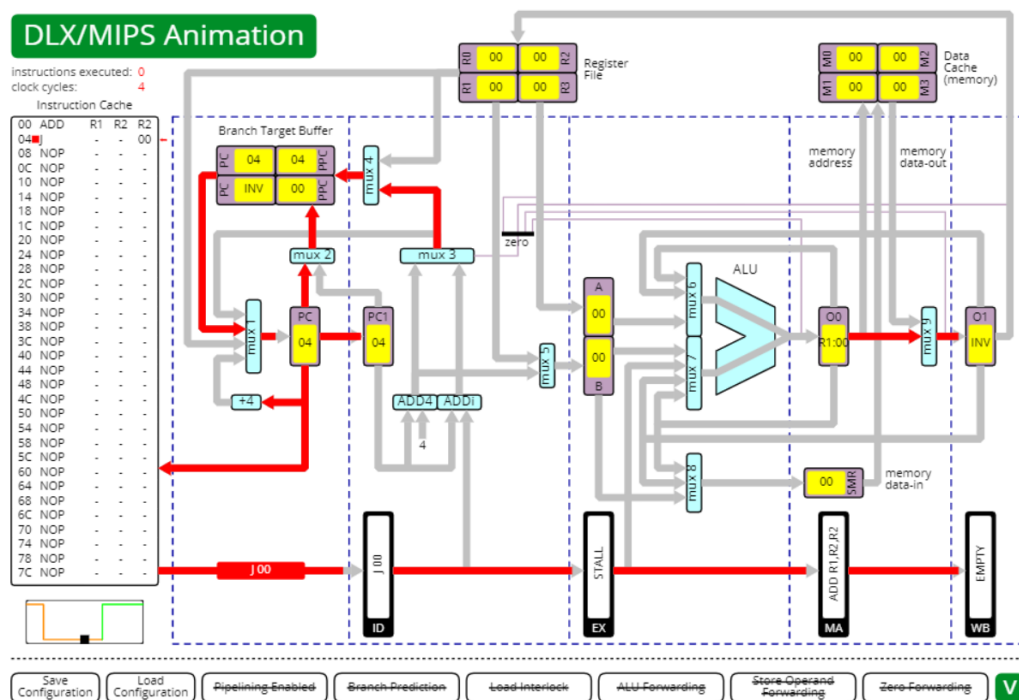 DLX/MIPS Animation
instructions executed: 0
clock cycles: 4
Instruction Cache
00 ADD R1 R2 R2
04 J - - 00
08 NOP - - -
0C NOP - - -
10 NOP - - -
14 NOP - - -
18 NOP - - -
1C NOP - - -
20 NOP - - -
24 NOP - - -
28 NOP - - -
2C NOP - - -
30 NOP - - -
34 NOP - - -
38 NOP - - -
3C NOP - - -
40 NOP - - -
44 NOP - - -
48 NOP - - -
4C NOP - - -
50 NOP - - -
54 NOP - - -
58 NOP - - -
5C NOP - - -
60 NOP - - -
64 NOP - - -
68 NOP - - -
6C NOP - - -
70 NOP - - -
74 NOP - - -
78 NOP - - -
7C NOP - - -
R0 00 00 R2
R1 00 00 R3
Register
File
M0 00 00 M2
M1 00 00 M3
Data
Cache
(memory)
Branch Target Buffer
PC 04 04 PPC
PC INV 00 PPC
mux 4
memory
address
memory
data-out
zero
mux 2
mux 3
ALU
mux 1
PC
04
PC1
04
+4
ADD4
ADDi
4
mux 5
A
00
00
B
mux 6
mux 7
mux 8
O0
R1:00
mux 9
O1
INV
00 SMR
memory
data-in
J 00
J 00
ID
STALL
EX
ADD R1,R2,R2
MA
EMPTY
WB
Save
Configuration
Load
Configuration
Pipelining Enabled
Branch Prediction
Load Interlock
ALU Forwarding
Store Operand
Forwarding
Zero Forwarding
V